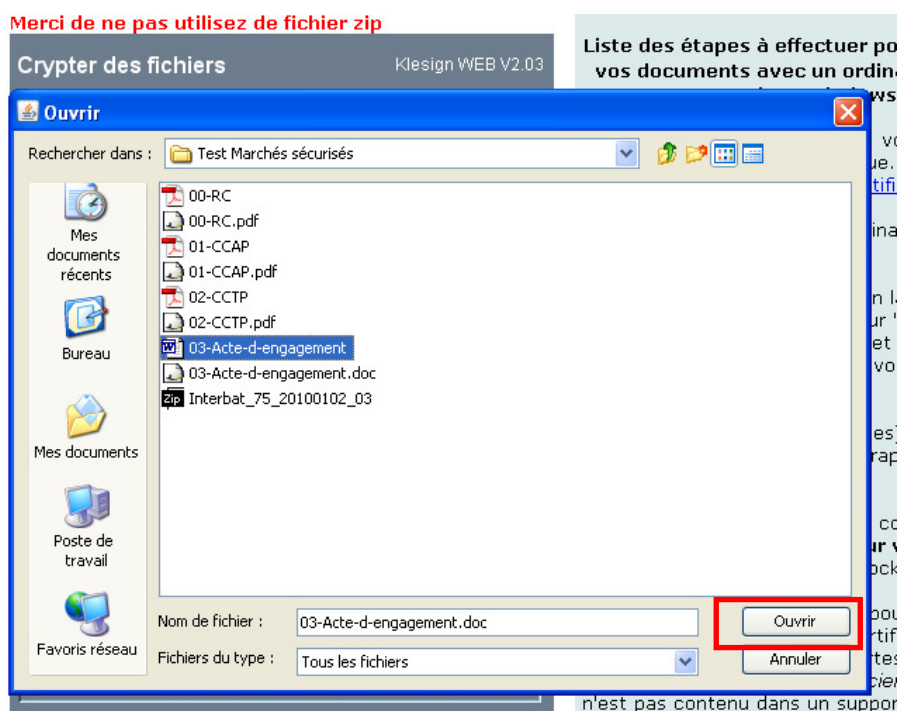 Merci de ne pas utilisez de fichier zip
Crypter des fichiers
Klesign WEB V2.03
Liste des étapes à effectuer
vos documents avec un
Ouvrir
Rechercher dans :
Test Marchés sécurisés
Mes
documents
récents
Bureau
Mes documents
Poste de
travail
Favoris réseau
00-RC
00-RC.pdf
01-CCAP
01-CCAP.pdf
02-CCTP
02-CCTP.pdf
03-Acte-d-engagement
03-Acte-d-engagement.doc
Zip Interbat_75_20100102_03
Nom de fichier :
03-Acte-d-engagement.doc
Ouvrir
Fichiers du type :
Tous les fichiers
Annuler
n'est pas contenu dans un